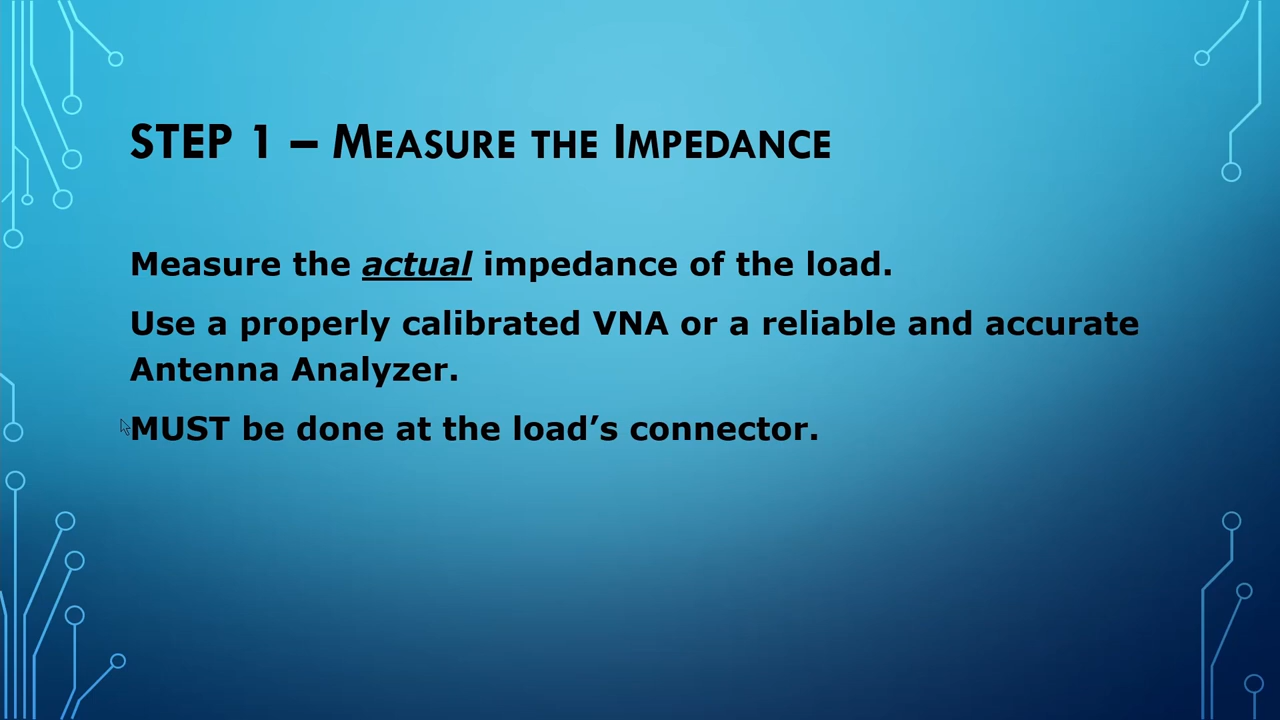 STEP 1 – Measure the Impedance
Measure the actual impedance of the load.
Use a properly calibrated VNA or a reliable and accurate
Antenna Analyzer.
MUST be done at the load’s connector.